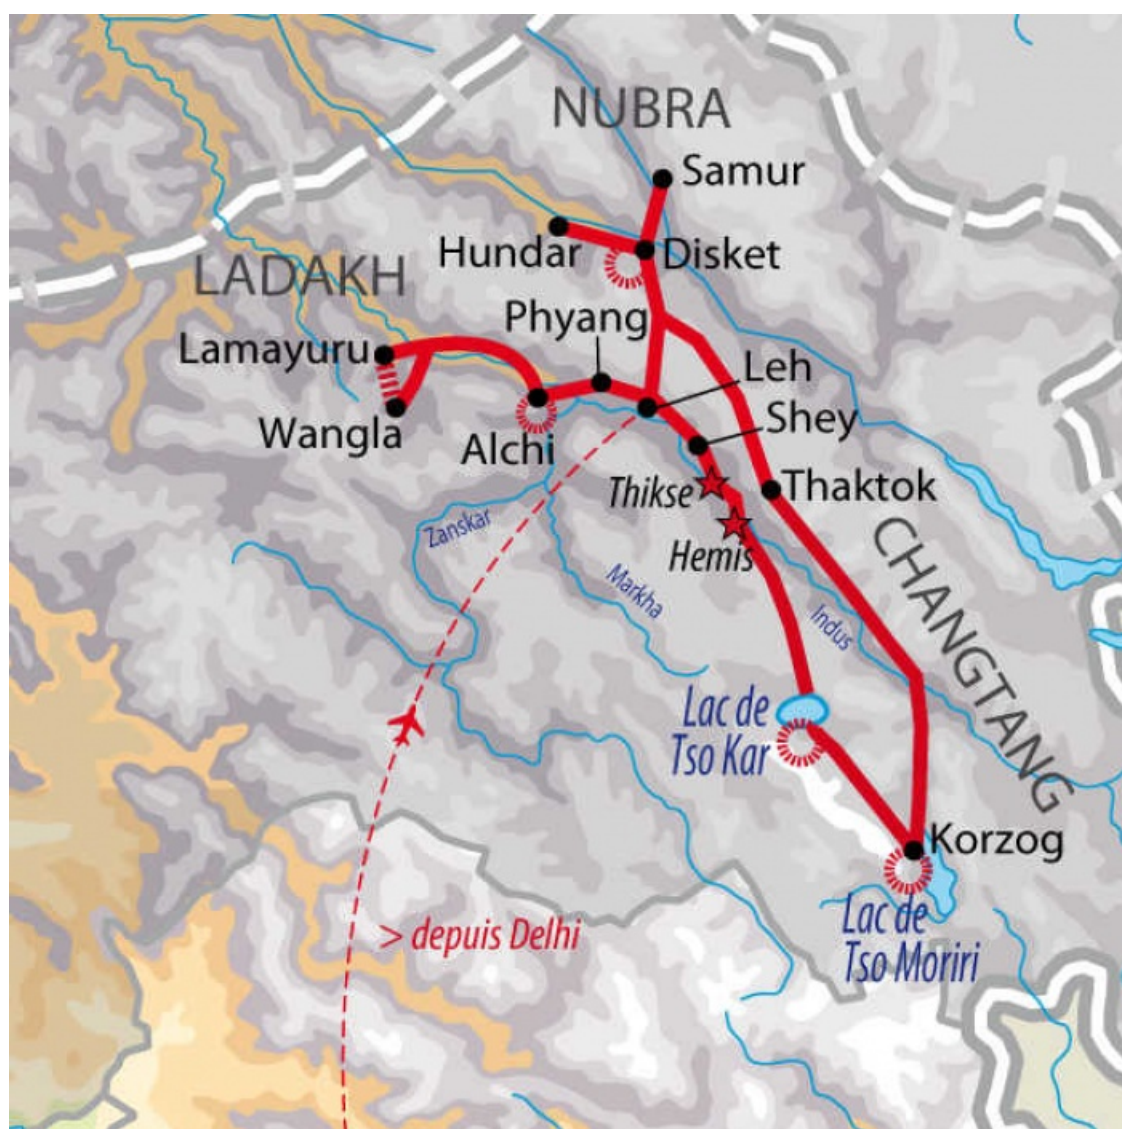 NUBRA
Samur
Hundar
Disket
LADAKH
Phyang
Lamayuru
Leh
Wangla
Alchi
Shey
Thikse
Thaktok
Zanskar
Hemis
CHANGTANG
Markha
Indus
Lac de
Tso Kar
Korzog
> depuis Delhi
Lac de
Tso Moriri